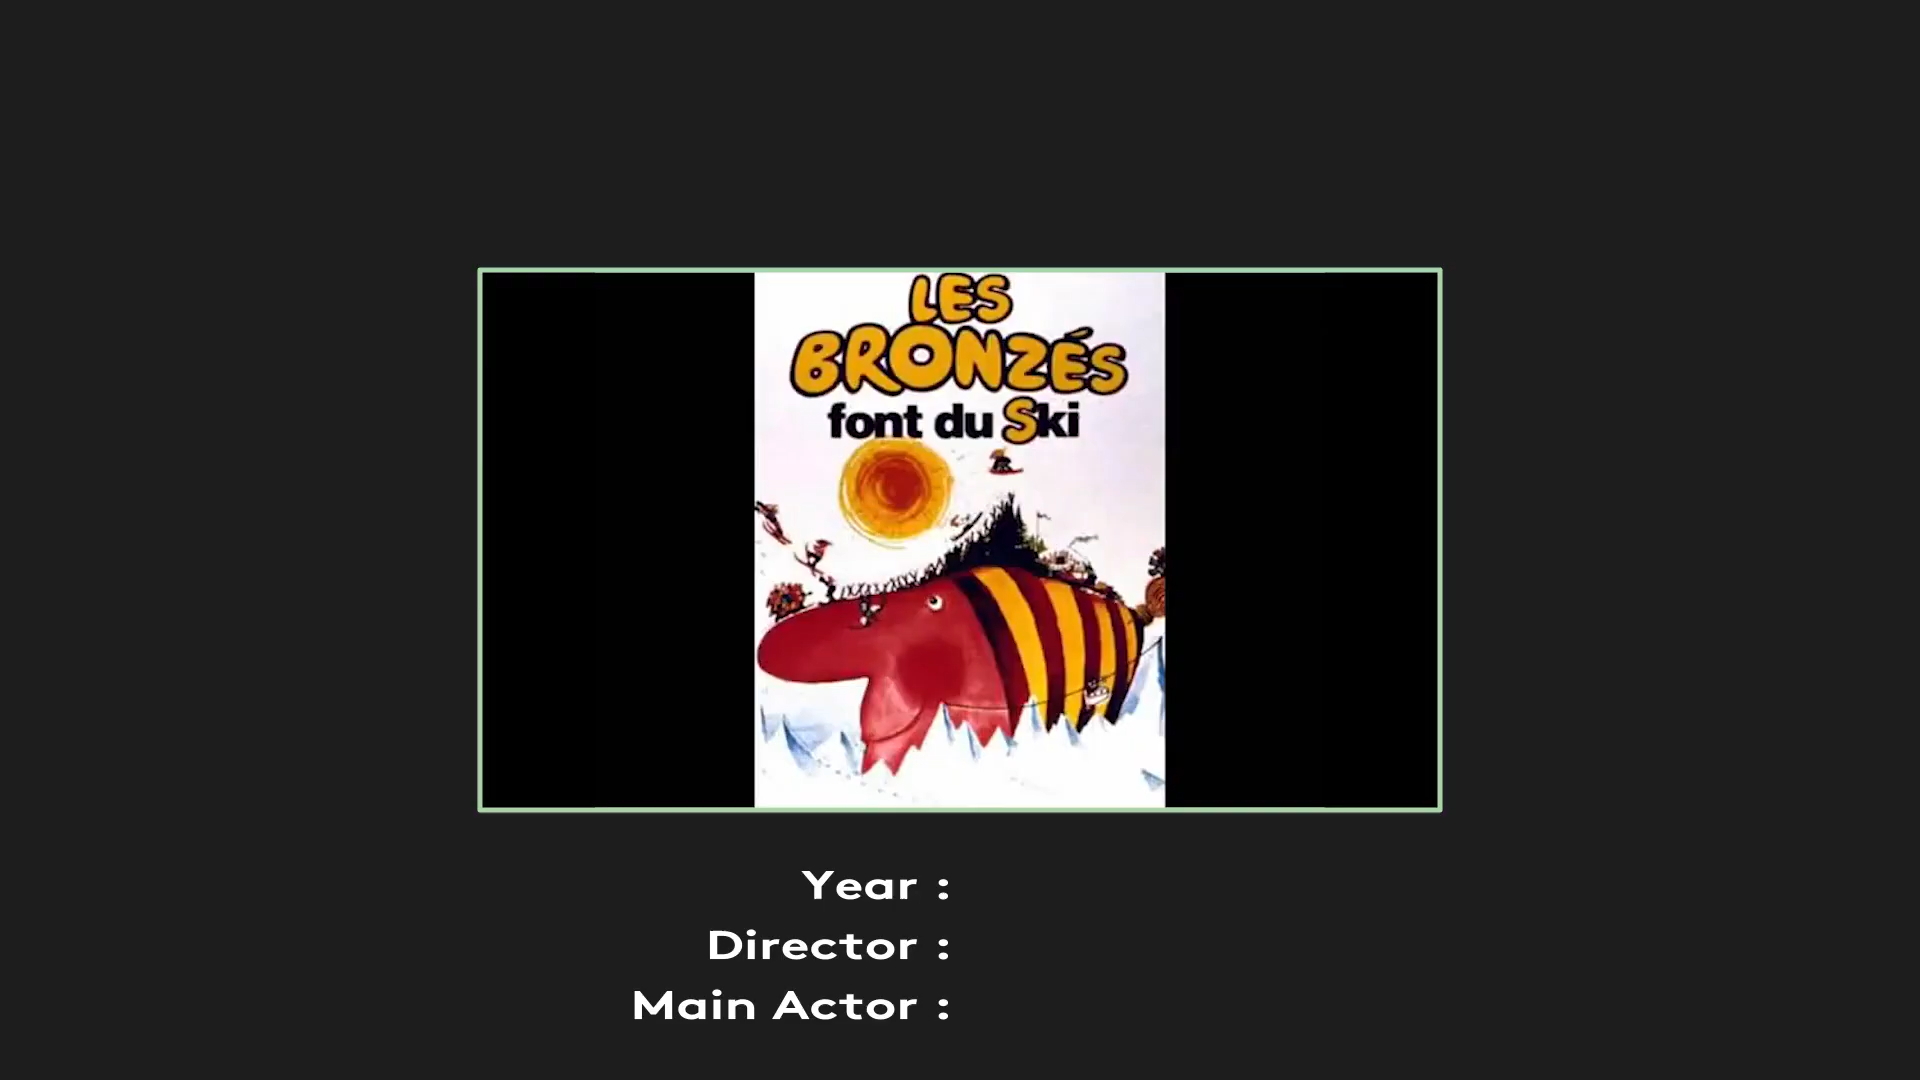 LES
BRONZÉS
font du Ski
Year :
Director :
Main Actor :